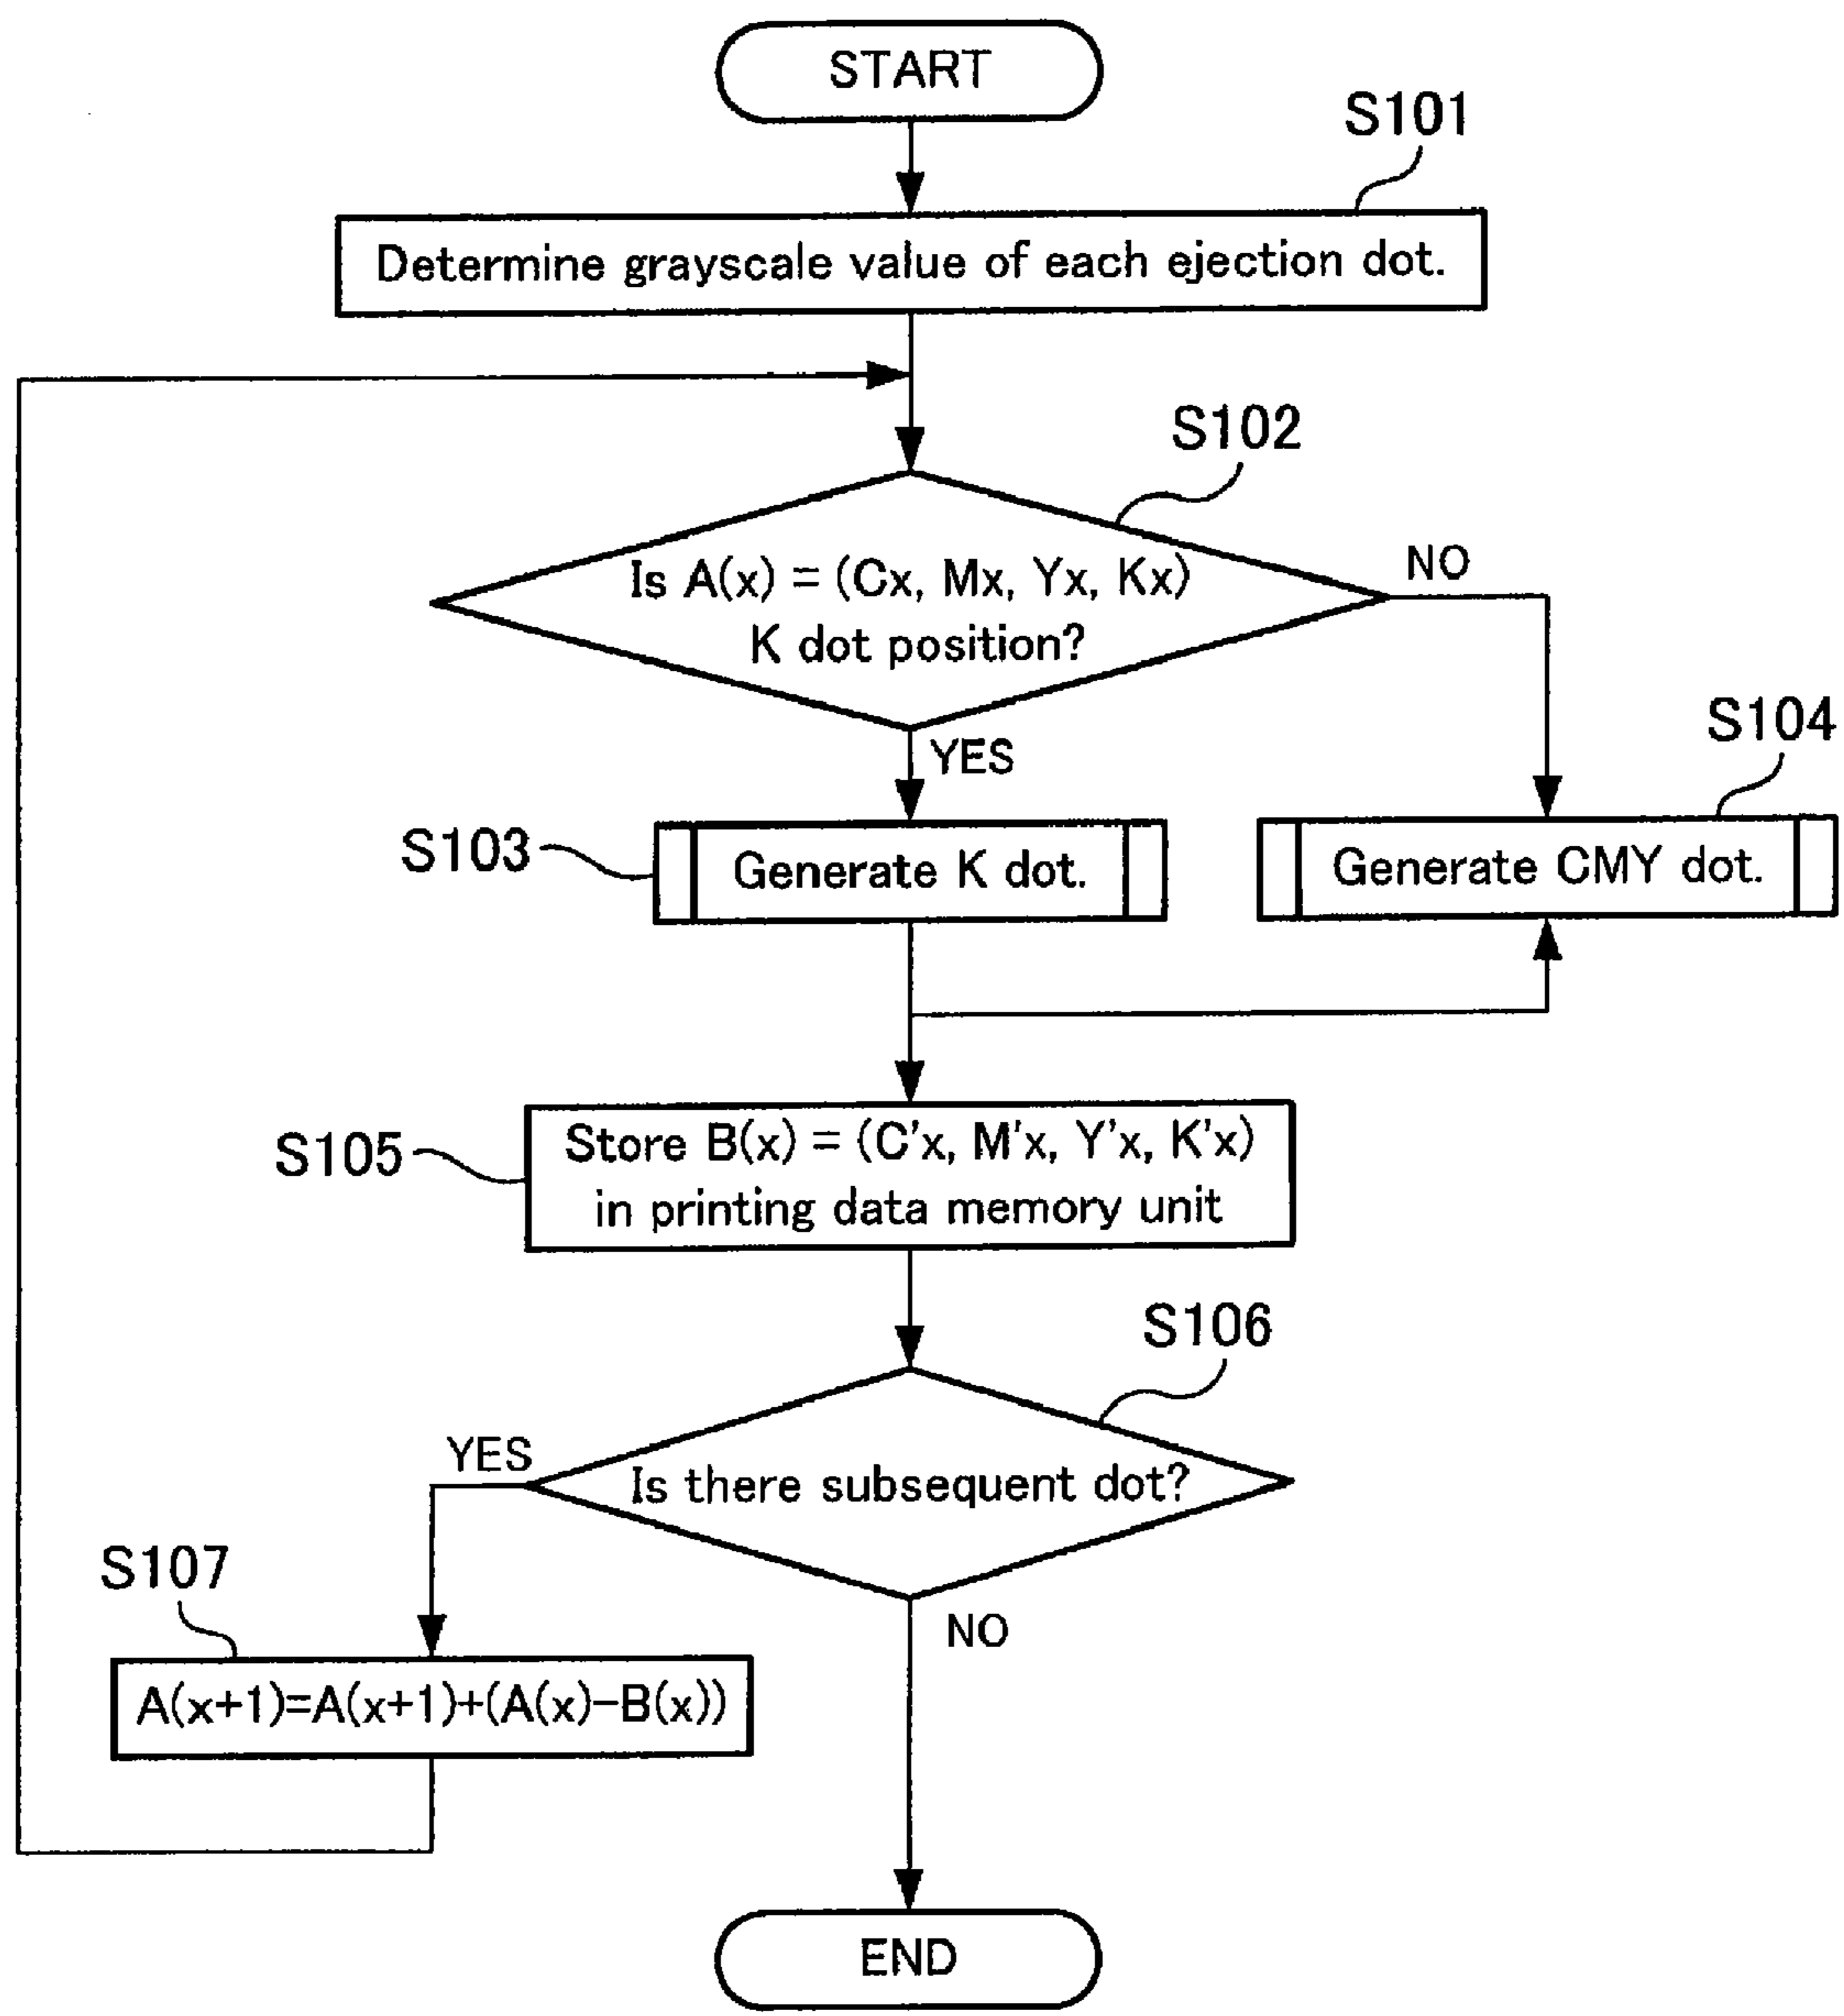 START
S101
Determine grayscale value of each ejection dot.
S102
Is A(x) = (Cx, Mx, Yx, Kx)
K dot position?
NO
YES
S104
S103
Generate K dot.
Generate CMY dot.
S105
Store B(x) = (C'x, M'x, Y'x, K'x)
in printing data memory unit
S106
YES
Is there subsequent dot?
S107
NO
A(x+1)=A(x+1)+(A(x)-B(x))
END